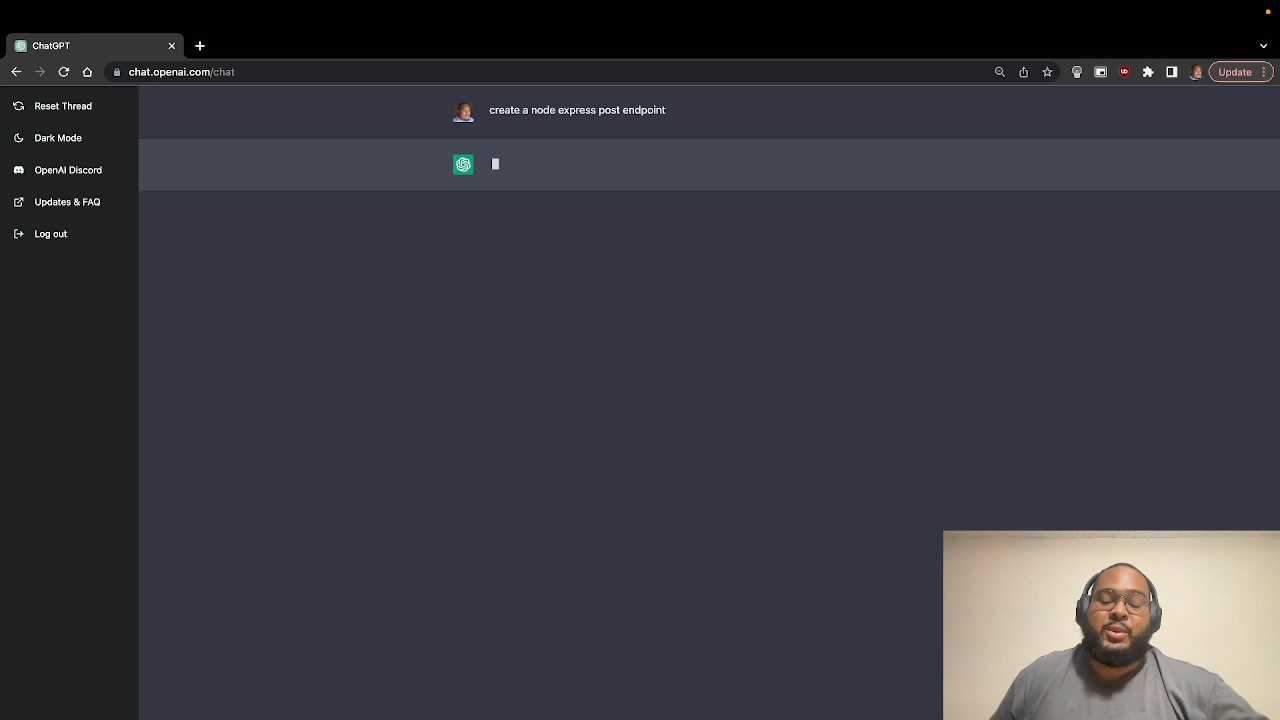 ChatGPT
chat.openai.com/chat
UD
Update
Reset Thread
Dark Mode
OpenAI Discord
Updates & FAQ
Log out
create a node express post endpoint